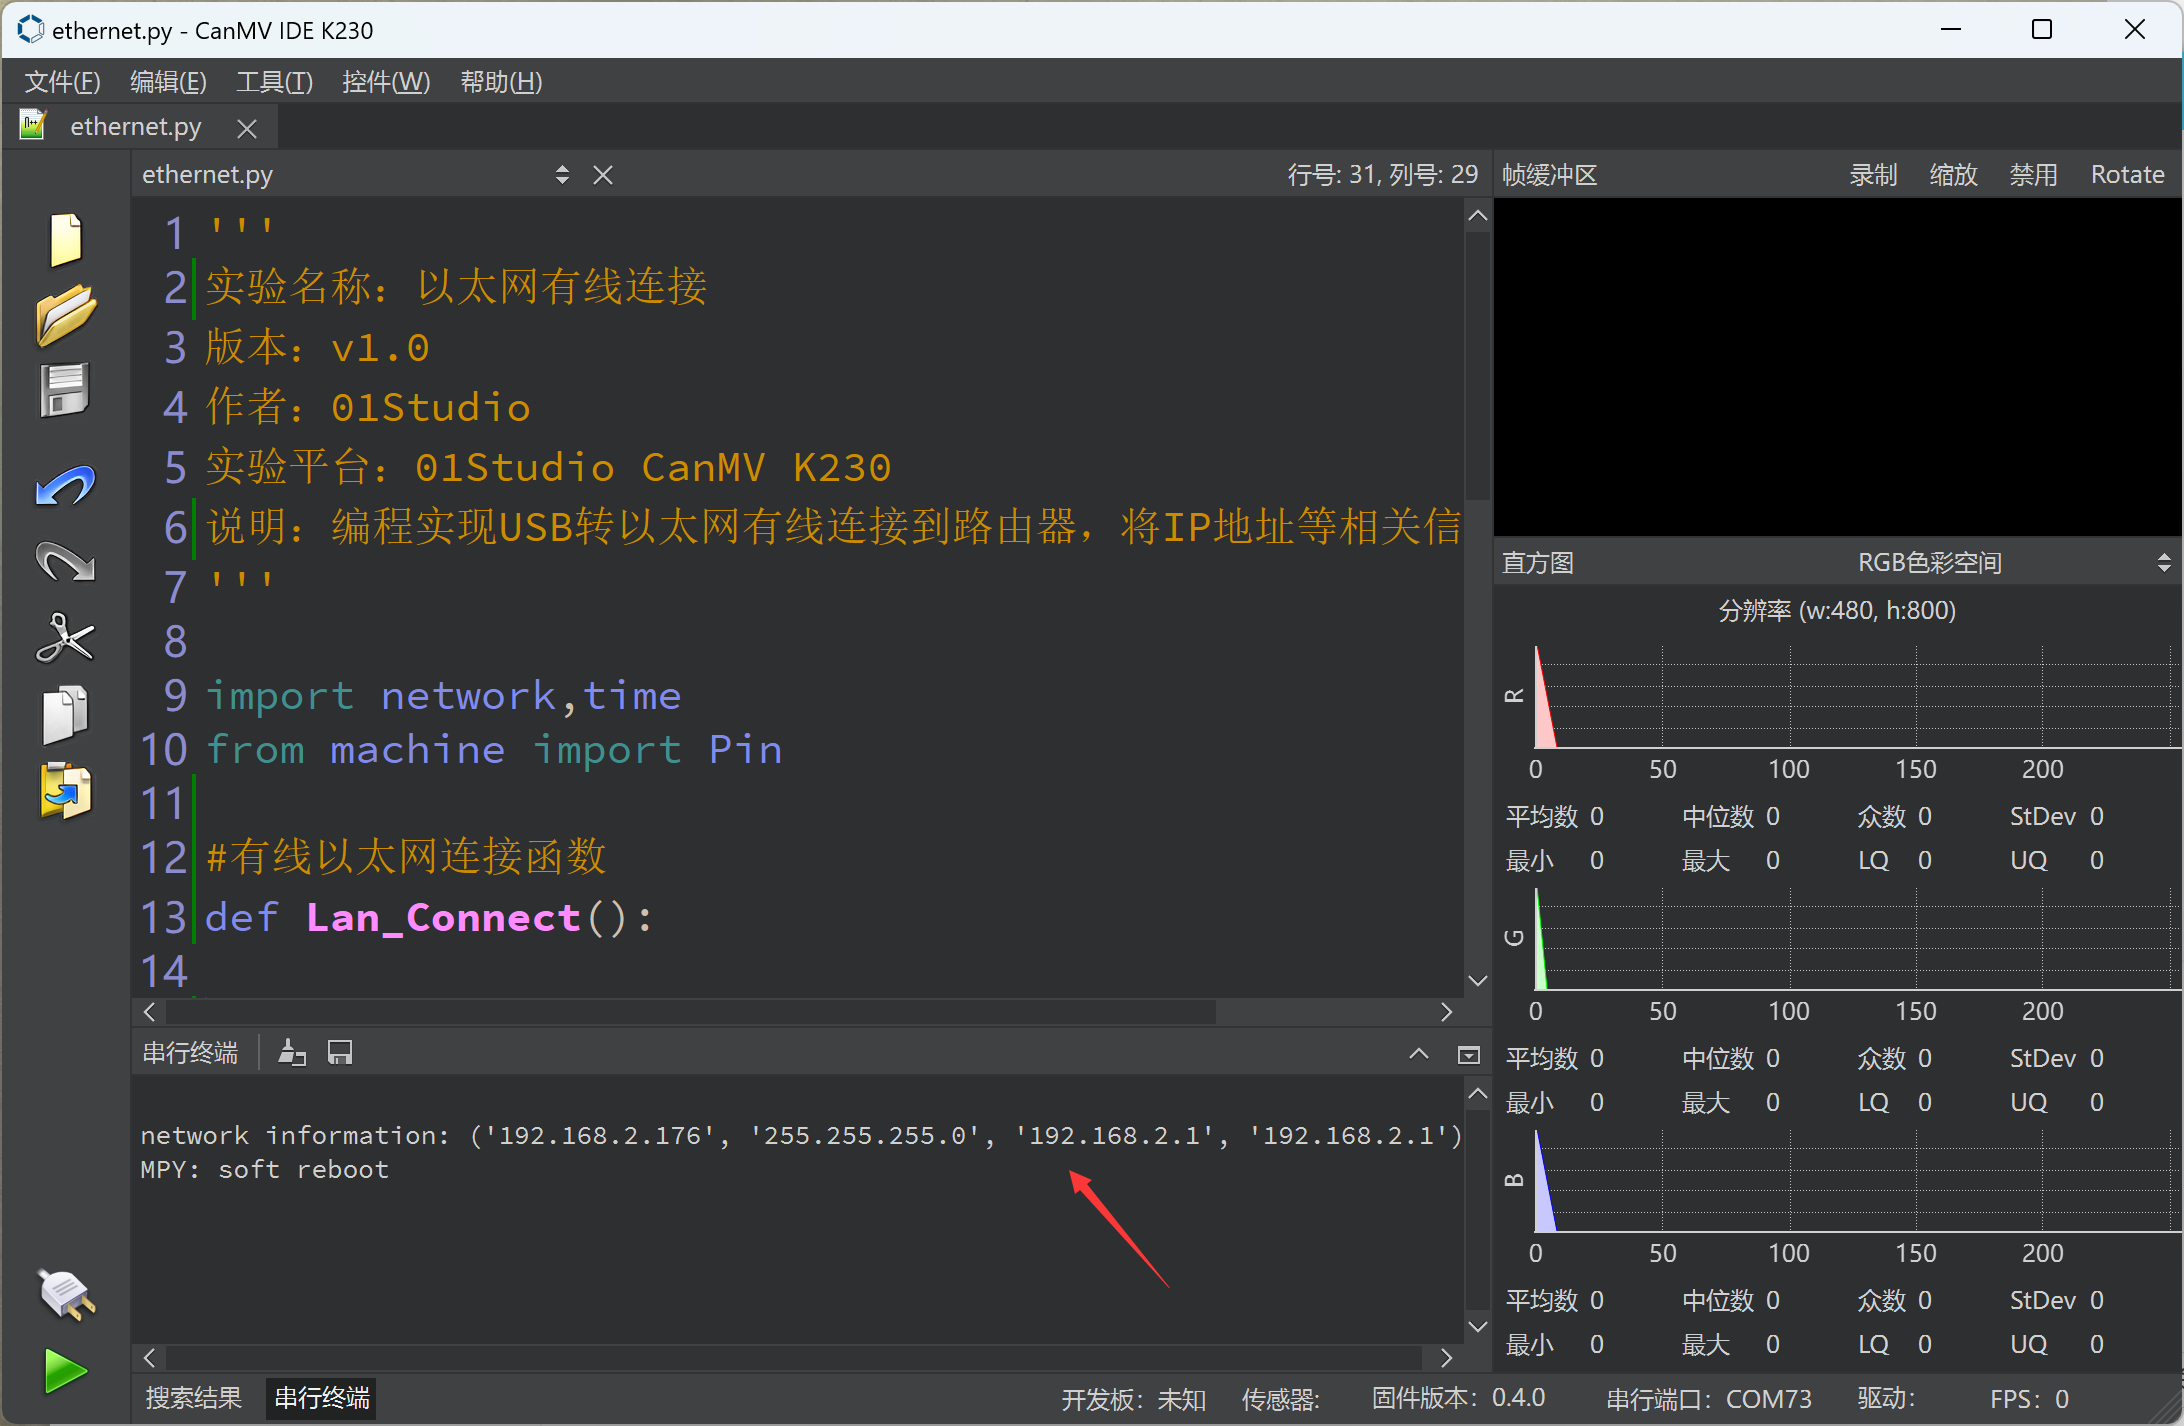 ethernet.py - CanMV IDE K230
文件(F) 编辑(E) 工具(T) 控件(W) 帮助(H)
ethernet.py
ethernet.py 行号: 31, 列号: 29 帧缓冲区 录制 缩放 禁用 Rotate
1 '''
2 实验名称：以太网有线连接
3 版本：v1.0
4 作者：01Studio
5 实验平台：01Studio CanMV K230
6 说明：编程实现USB转以太网有线连接到路由器，将IP地址等相关信
7 '''
8
9 import network,time
10 from machine import Pin
11
12 #有线以太网连接函数
13 def Lan_Connect():
14
直方图 RGB色彩空间
分辨率 (w:480, h:800)
R
0 50 100 150 200
平均数 0 中位数 0 众数 0 StDev 0
最小 0 最大 0 LQ 0 UQ 0
G
0 50 100 150 200
平均数 0 中位数 0 众数 0 StDev 0
最小 0 最大 0 LQ 0 UQ 0
B
0 50 100 150 200
平均数 0 中位数 0 众数 0 StDev 0
最小 0 最大 0 LQ 0 UQ 0
串行终端
network information: ('192.168.2.176', '255.255.255.0', '192.168.2.1', '192.168.2.1')
MPY: soft reboot
搜索结果 串行终端 开发板：未知 传感器: 固件版本：0.4.0 串行端口：COM73 驱动: FPS：0